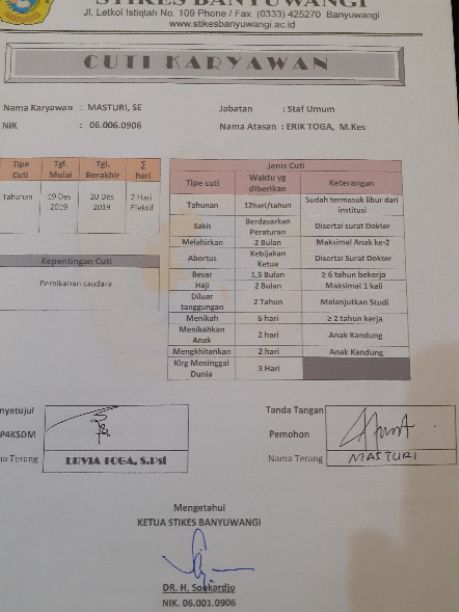 STIKES BANYUWANGI
Jl. Letkol Istiqlah No. 109 Phone / Fax. (0333) 425270 Banyuwangi
www.stikesbanyuwangi.ac.id
CUTI KARYAWAN
Nama Karyawan : MASTURI, SE
NIK : 06.006.0906
Jabatan : Staf Umum
Nama Atasan : ERIK TOGA, M.Kes
Tipe Cuti Tgl. Mulai Tgl. Berakhir ∑ hari
Tahunan 19 Des 2019 20 Des 2019 2 Hari Efektif
Kepentingan Cuti
Pernikahan saudara
Jenis Cuti
Tipe cuti Waktu yg diberikan Keterangan
Tahunan 12hari/tahun Sudah termasuk libur dari institusi
Sakit Berdasarkan Peraturan Disertai surat Dokter
Melahirkan 2 Bulan Maksimal Anak ke-2
Abortus Kebijakan Ketua Disertai Surat Dokter
Besar 1,5 Bulan ≥ 6 tahun bekerja
Haji 2 Bulan Maksimal 1 kali
Diluar tanggungan 2 Tahun Melanjutkan Studi
Menikah 6 hari ≥ 2 tahun kerja
Menikahkan Anak 2 hari Anak Kandung
Mengkhitankan 2 hari Anak Kandung
Klrg Meninggal Dunia 3 Hari
nyetujui
P4KSDM
na Terang ERVIA TOGA, S.Psi
Tanda Tangan
Pemohon
Nama Terang MASTURI
Mengetahui
KETUA STIKES BANYUWANGI
DR. H. Soekardjo
NIK. 06.001.0906